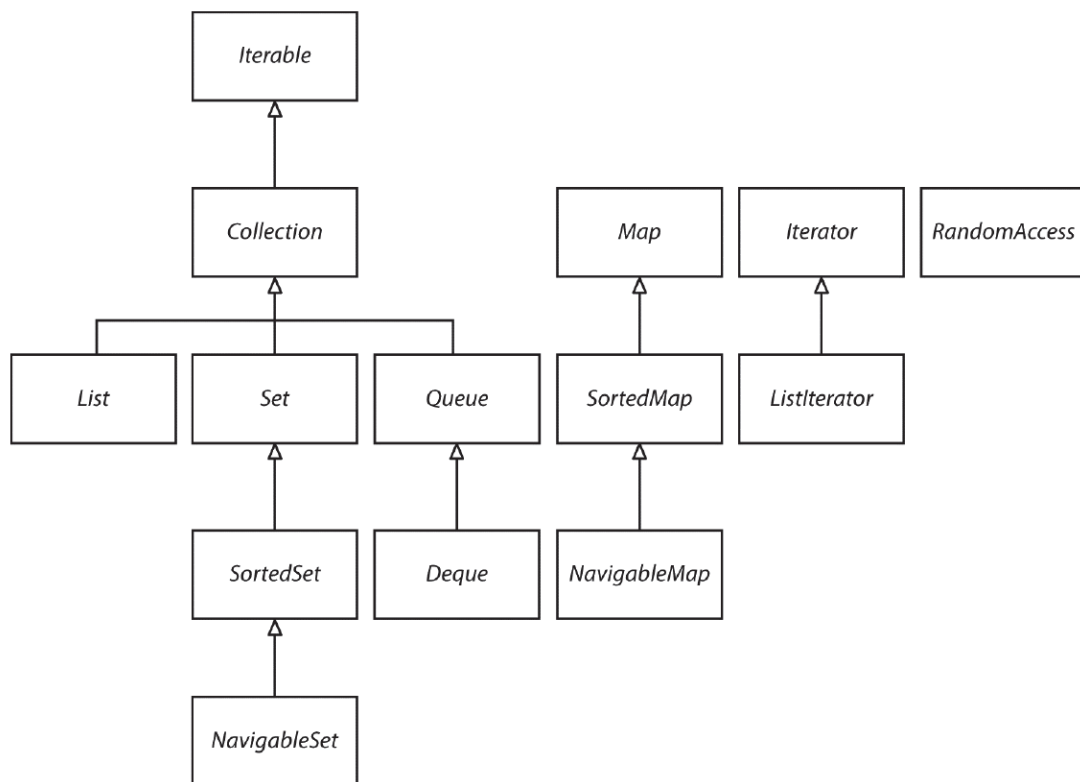 Iterable
Collection
Map
Iterator
RandomAccess
List
Set
Queue
SortedMap
ListIterator
SortedSet
Deque
NavigableMap
NavigableSet